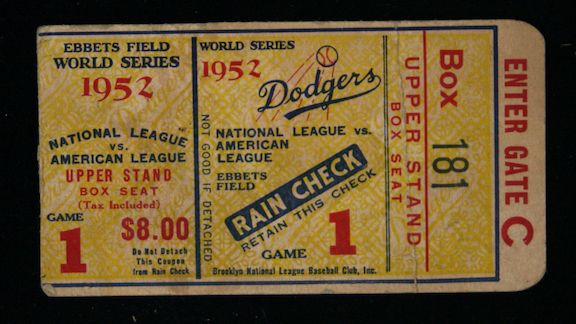 EBBETS FIELD
WORLD SERIES
1952
NATIONAL LEAGUE
vs.
AMERICAN LEAGUE
UPPER STAND
BOX SEAT
(Tax Included)
GAME
1
$8.00
Do Not Detach
This Coupon
from Rain Check
NOT GOOD IF DETACHED
WORLD SERIES
1952
Dodgers
NATIONAL LEAGUE vs.
AMERICAN
LEAGUE
EBBETS
FIELD
RAIN CHECK
RETAIN THIS CHECK
GAME
1
Brooklyn National League Baseball Club, Inc.
UPPER STAND
BOX SEAT
Box 181
ENTER GATE C